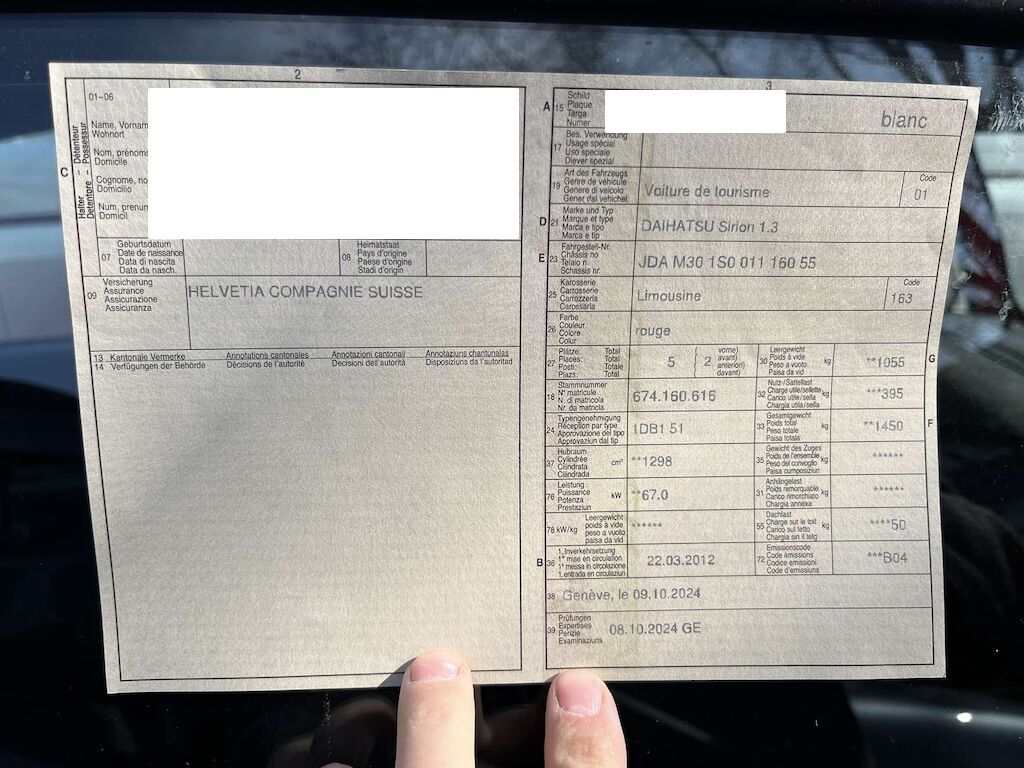 2
01-06
Name, Vornam
Wohnort
Nom, prénoms
Domicile
Cognome, no
Domicilio
Num, prenum
Domicil
C
Halter – Détenteur
Detentore – Possessur
07
Geburtsdatum
Date de naissance
Data di nascita
Data da nasch.
08
Heimatstaat
Pays d'origine
Paese d'origine
Stadi d'origin
09
Versicherung
Assurance
Assicurazione
Assicuranza
HELVETIA COMPAGNIE SUISSE
13 Kantonale Vermerke Annotations cantonales Annotazioni cantonali Annotaziuns chantunalas
14 Verfügungen der Behörde Décisions de l'autorité Decisioni dell'autorità Disposiziuns da l'autoritad
3
A 15
Schild
Plaque
Targa
Numer
blanc
17
Bes. Verwendung
Usage spécial
Uso speciale
Diever spezial
19
Art des Fahrzeugs
Genre de véhicule
Genere di veicolo
Gener dal vehichel
Voiture de tourisme
Code
01
D 21
Marke und Typ
Marque et type
Marca e tipo
Marca e tip
DAIHATSU Sirion 1.3
E 23
Fahrgestell-Nr.
Châssis no
Telaio n.
Schassis nr.
JDA M30 1S0 011 160 55
25
Karosserie
Carrosserie
Carrozzeria
Carossaria
Limousine
Code
163
26
Farbe
Couleur
Colore
Colur
rouge
27
Plätze: Total
Places: Total
Posti: Totale
Plazs: Total
5 ( 2
vorne)
avant)
anteriori)
davant)
30
Leergewicht
Poids à vide
Peso a vuoto
Paisa da vid
kg
**1055
G
18
Stammnummer
N° matricule
N. di matricola
Nr. da matricla
674.160.616
32
Nutz-/Sattellast
Charge utile/sellette
Carico utile/sella
Chargia utila/sella
kg
***395
24
Typengenehmigung
Réception par type
Approvazione del tipo
Approvaziun dal tip
1DB1 51
33
Gesamtgewicht
Poids total
Peso totale
Paisa totala
kg
**1450
F
37
Hubraum
Cylindrée
Cilindrata
Cilindrada
cm³
**1298
35
Gewicht des Zuges
Poids de l'ensemble
Peso del convoglio
Paisa cumposiziun
kg
******
76
Leistung
Puissance
Potenza
Prestaziun
kW
**67.0
31
Anhängelast
Poids remorquable
Carico rimorchiato
Chargia annexa
kg
******
78 kW/kg
Leergewicht
poids à vide
peso a vuoto
paisa da vid
******
55
Dachlast
Charge sur le toit
Carico sul tetto
Chargia sin il tetg
kg
****50
B 36
1. Inverkehrsetzung
1re mise en circulation
1a messa in circolazione
1. entrada en circulaziun
22.03.2012
72
Emissionscode
Code émissions
Codice emissioni
Code d'emissiuns
***B04
38 Genève, le 09.10.2024
39
Prüfungen
Expertises
Perizie
Examinaziuns
08.10.2024 GE